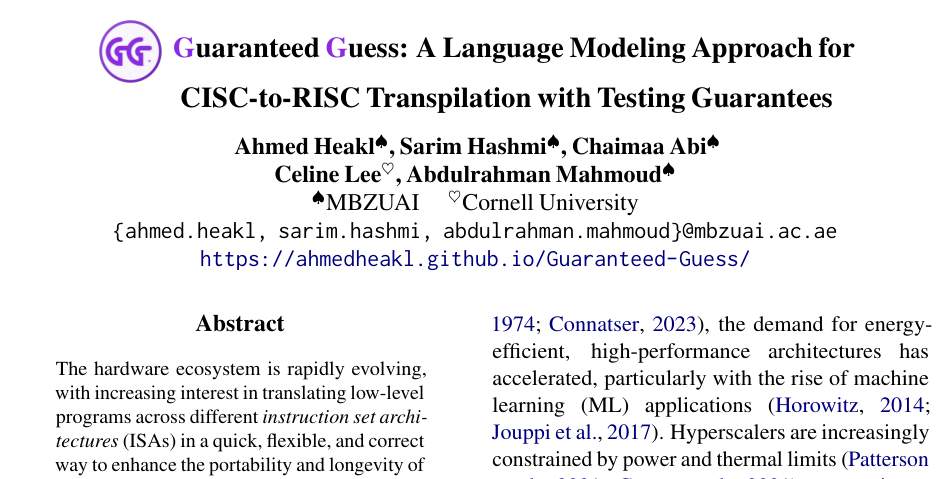 GG
Guaranteed Guess: A Language Modeling Approach for
CISC-to-RISC Transpilation with Testing Guarantees
Ahmed Heakl♠, Sarim Hashmi♠, Chaimaa Abi♠
Celine Lee♡, Abdulrahman Mahmoud♠
♠MBZUAI ♡Cornell University
{ahmed.heakl, sarim.hashmi, abdulrahman.mahmoud}@mbzuai.ac.ae
https://ahmedheakl.github.io/Guaranteed-Guess/
Abstract
The hardware ecosystem is rapidly evolving,
with increasing interest in translating low-level
programs across different instruction set archi-
tectures (ISAs) in a quick, flexible, and correct
way to enhance the portability and longevity of
1974; Connatser, 2023), the demand for energy-
efficient, high-performance architectures has
accelerated, particularly with the rise of machine
learning (ML) applications (Horowitz, 2014;
Jouppi et al., 2017). Hyperscalers are increasingly
constrained by power and thermal limits (Patterson